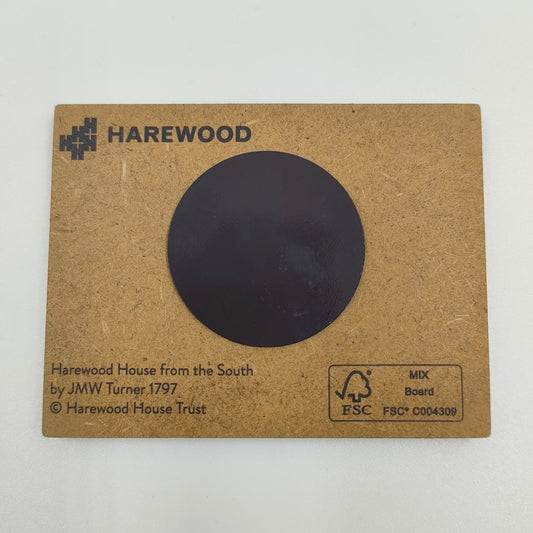 HAREWOOD
Harewood House from the South
by JMW Turner 1797
© Harewood House Trust
FSC
MIX
Board
FSC® C004309